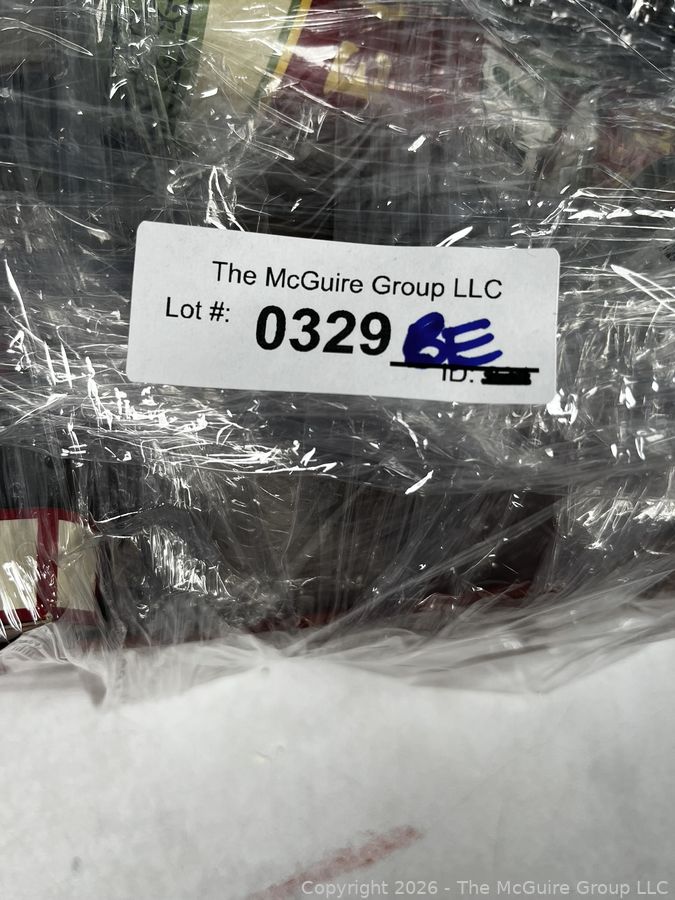 The McGuire Group LLC
Lot #: 0329 BE
ID:
Copyright 2026 - The McGuire Group LLC